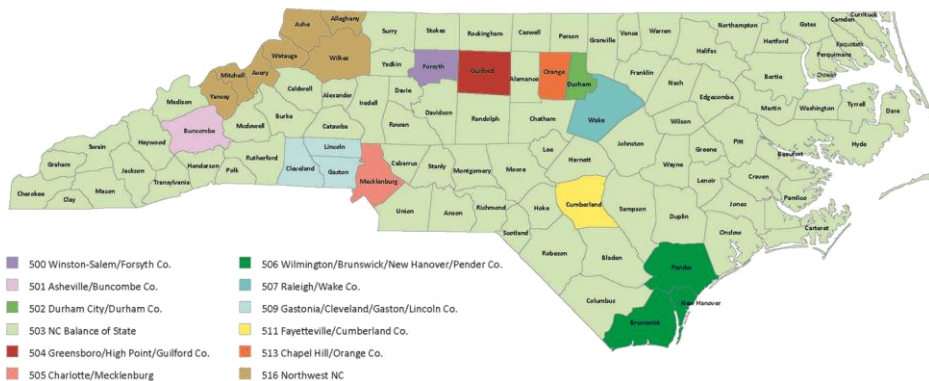 Ashe
Alleghany
Surry
Stokes
Rockingham
Caswell
Person
Granville
Vance
Warren
Northampton
Gates
Camden
Currituck
Pasquotank
Perquimans
Chowan
Hertford
Halifax
Watauga
Wilkes
Yadkin
Forsyth
Guilford
Alamance
Orange
Durham
Franklin
Nash
Bertie
Mitchell
Avery
Yancey
Caldwell
Alexander
Iredell
Davie
Edgecombe
Martin
Washington
Tyrrell
Dare
Madison
Burke
McDowell
Catawba
Rowan
Davidson
Randolph
Chatham
Wake
Wilson
Pitt
Hyde
Buncombe
Haywood
Swain
Graham
Rutherford
Lincoln
Cleveland
Gaston
Mecklenburg
Cabarrus
Stanly
Montgomery
Moore
Lee
Harnett
Johnston
Wayne
Greene
Beaufort
Lenoir
Craven
Pamlico
Cherokee
Clay
Macon
Jackson
Transylvania
Henderson
Polk
Union
Anson
Richmond
Hoke
Scotland
Cumberland
Sampson
Duplin
Jones
Onslow
Carteret
Robeson
Bladen
Pender
New Hanover
Columbus
Brunswick
500 Winston-Salem/Forsyth Co.
501 Asheville/Buncombe Co.
502 Durham City/Durham Co.
503 NC Balance of State
504 Greensboro/High Point/Guilford Co.
505 Charlotte/Mecklenburg
506 Wilmington/Brunswick/New Hanover/Pender Co.
507 Raleigh/Wake Co.
509 Gastonia/Cleveland/Gaston/Lincoln Co.
511 Fayetteville/Cumberland Co.
513 Chapel Hill/Orange Co.
516 Northwest NC